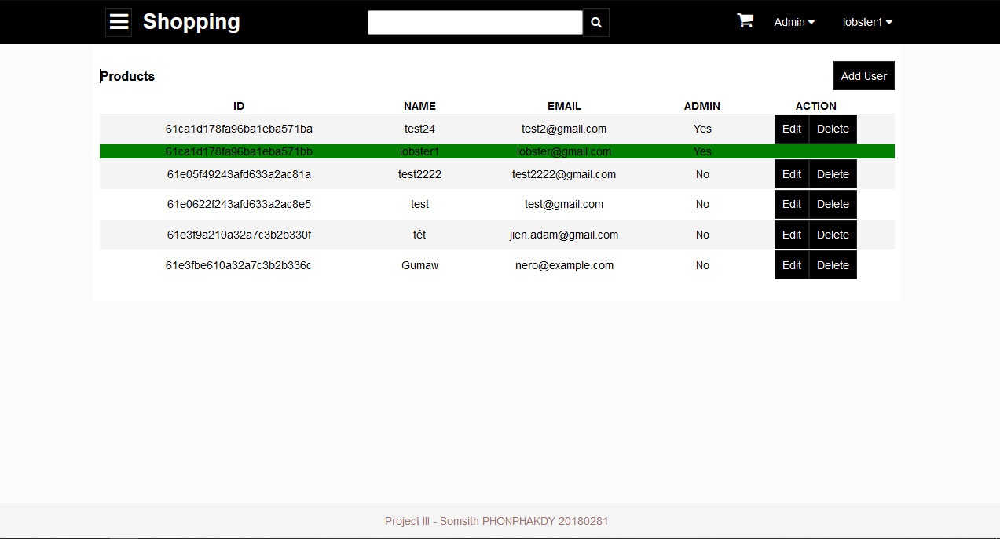 Shopping Admin lobster1
Products Add User
ID NAME EMAIL ADMIN ACTION
61ca1d178fa96ba1eba571ba test24 test2@gmail.com Yes Edit Delete
61ca1d178fa96ba1eba571bb lobster1 lobster@gmail.com Yes
61e05f49243afd633a2ac81a test2222 test2222@gmail.com No Edit Delete
61e0622f243afd633a2ac8e5 test test@gmail.com No Edit Delete
61e3f9a210a32a7c3b2b330f tét jien.adam@gmail.com No Edit Delete
61e3fbe610a32a7c3b2b336c Gumaw nero@example.com No Edit Delete
Project III - Somsith PHONPHAKDY 20180281